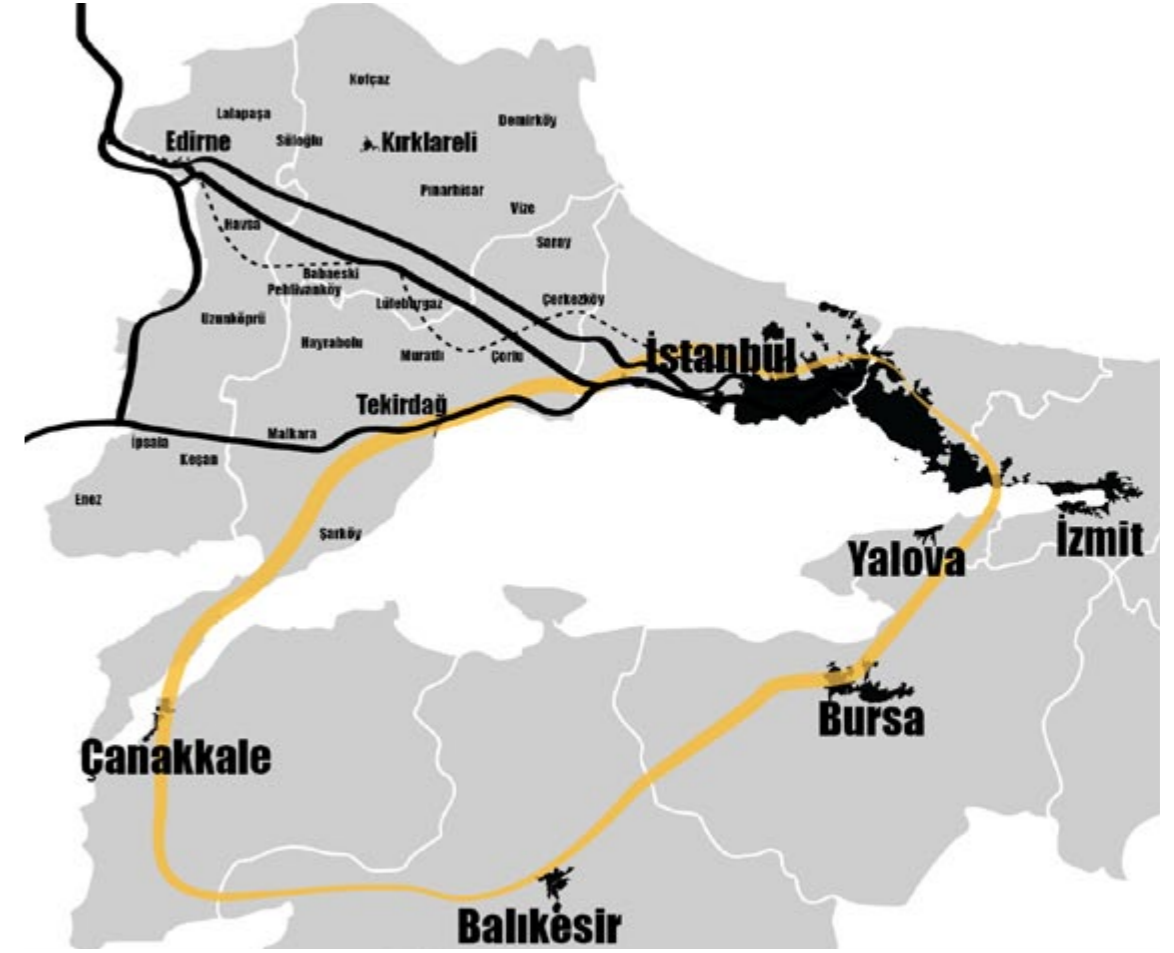 Kofçaz
Lalapaşa
Demirköy
Edirne
Süloğlu
Kırklareli
Pınarhisar
Vize
Havsa
Saray
Babaeski
Pehlivanköy
Lüleburgaz
Çerkezköy
Uzunköprü
Hayrabolu
Muratlı
Çorlu
İstanbul
Tekirdağ
Malkara
İpsala
Keşan
Enez
Şarköy
Yalova
İzmit
Bursa
Çanakkale
Balıkesir